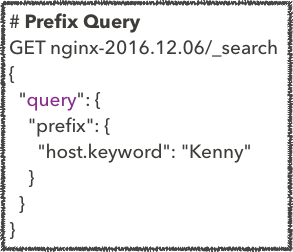 # Prefix Query
GET nginx-2016.12.06/_search
{
  "query": {
    "prefix": {
      "host.keyword": "Kenny"
    }
  }
}